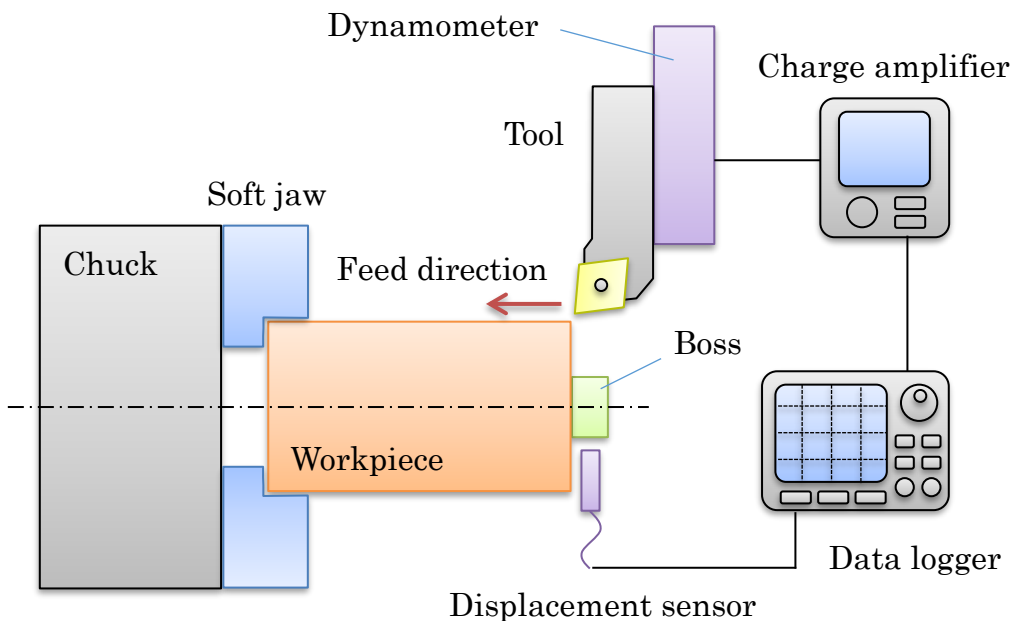 Dynamometer
Charge amplifier
Tool
Soft jaw
Chuck
Feed direction
Boss
Workpiece
Data logger
Displacement sensor